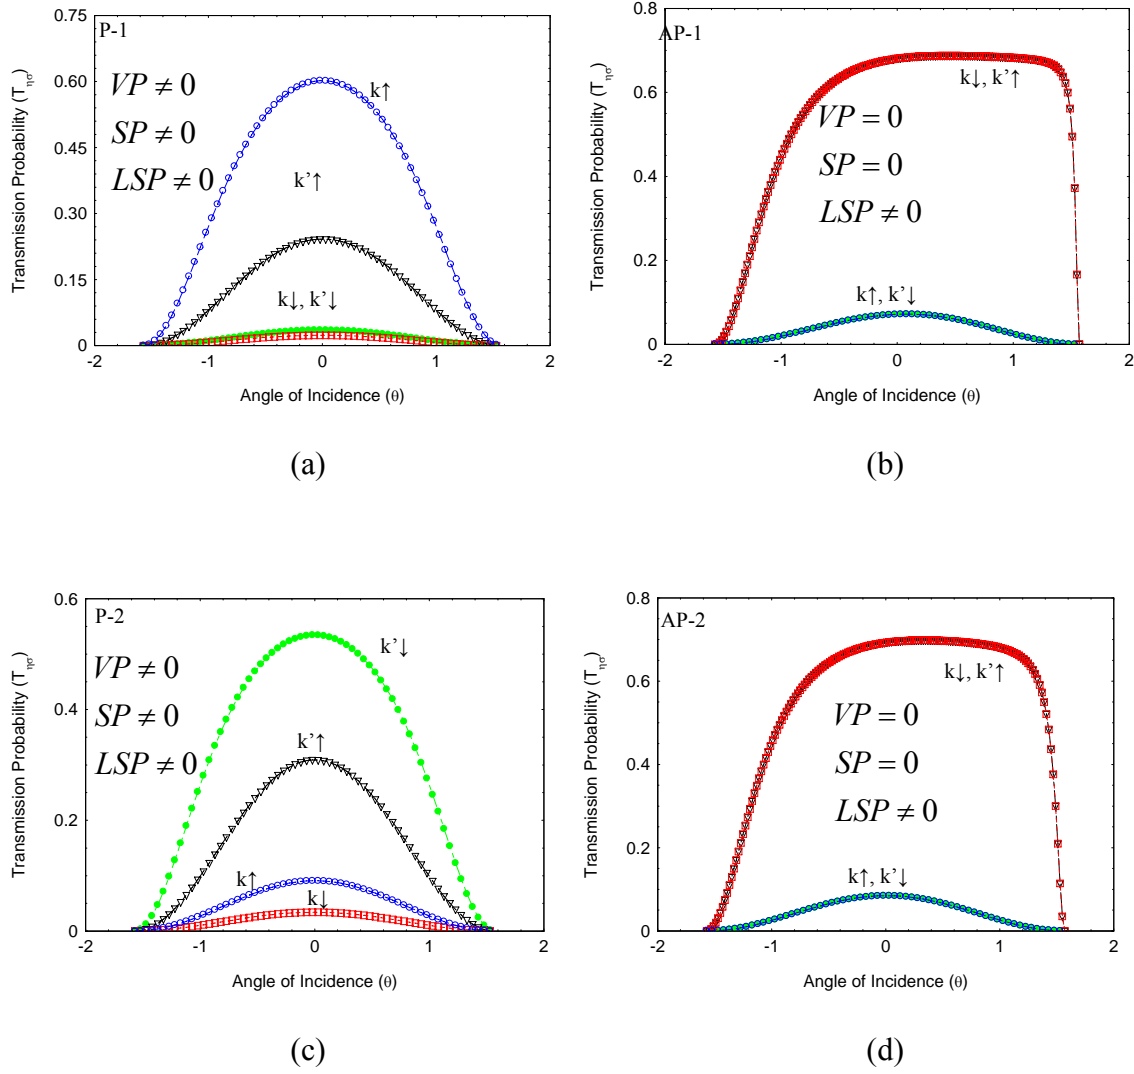 P-1
0.75
0.60
0.45
0.30
0.15
0
Transmission Probability (Tησ)
VP ≠ 0
SP ≠ 0
LSP ≠ 0
k↑
k’↑
k↓, k’↓
-2 -1 0 1 2
Angle of Incidence (θ)
(a)
AP-1
0.8
0.6
0.4
0.2
0
Transmission Probability (Tησ)
k↓, k’↑
VP = 0
SP = 0
LSP ≠ 0
k↑, k’↓
-2 -1 0 1 2
Angle of Incidence (θ)
(b)
P-2
0.6
0.4
0.2
0
Transmission Probability (Tησ)
VP ≠ 0
SP ≠ 0
LSP ≠ 0
k’↓
k’↑
k↑
k↓
-2 -1 0 1 2
Angle of Incidence (θ)
(c)
AP-2
0.8
0.6
0.4
0.2
0
Transmission Probability (Tησ)
k↓, k’↑
VP = 0
SP = 0
LSP ≠ 0
k↑, k’↓
-2 -1 0 1 2
Angle of Incidence (θ)
(d)